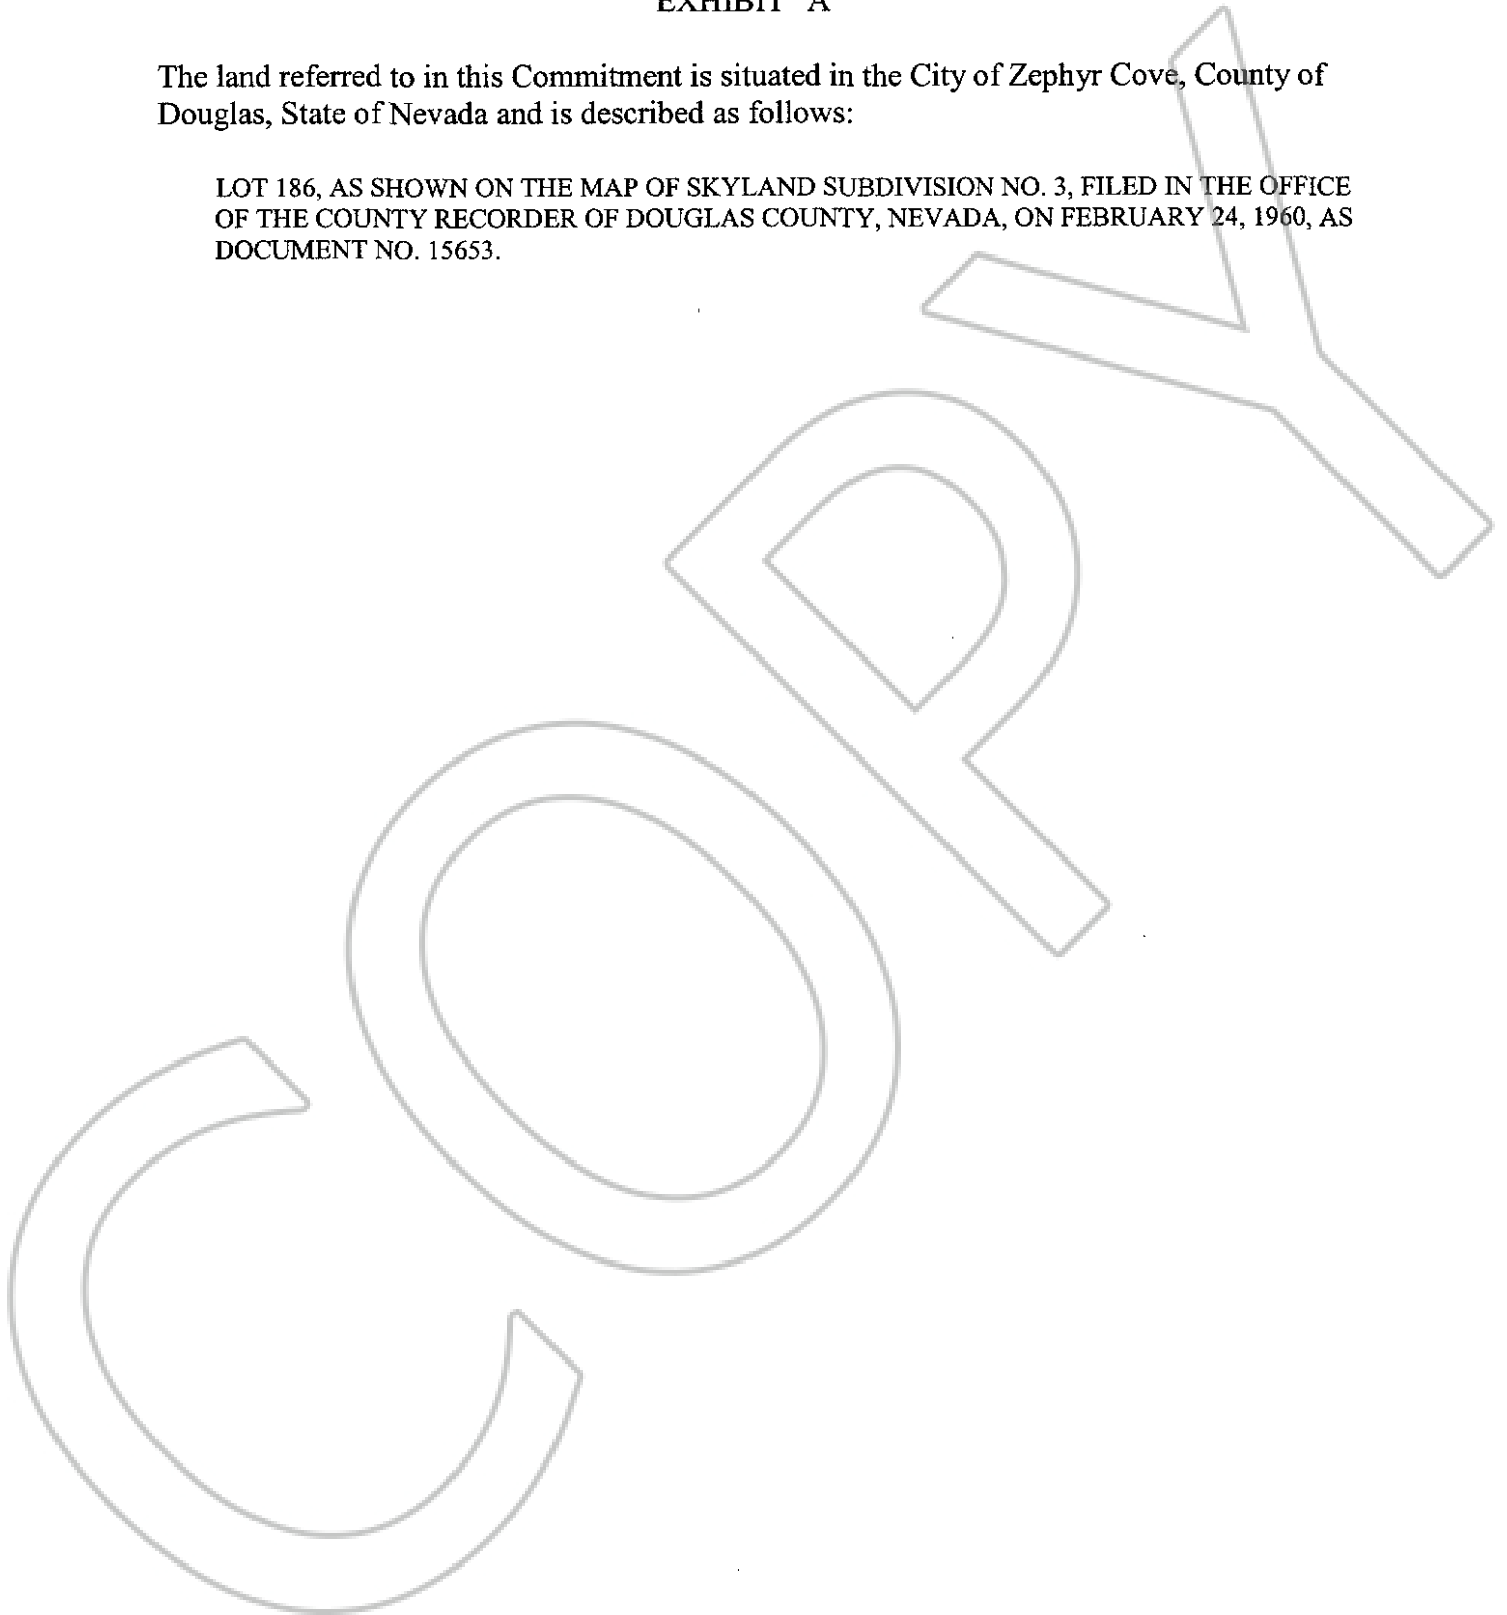 EXHIBIT A
The land referred to in this Commitment is situated in the City of Zephyr Cove, County of
Douglas, State of Nevada and is described as follows:
LOT 186, AS SHOWN ON THE MAP OF SKYLAND SUBDIVISION NO. 3, FILED IN THE OFFICE
OF THE COUNTY RECORDER OF DOUGLAS COUNTY, NEVADA, ON FEBRUARY 24, 1960, AS
DOCUMENT NO. 15653.
COPY